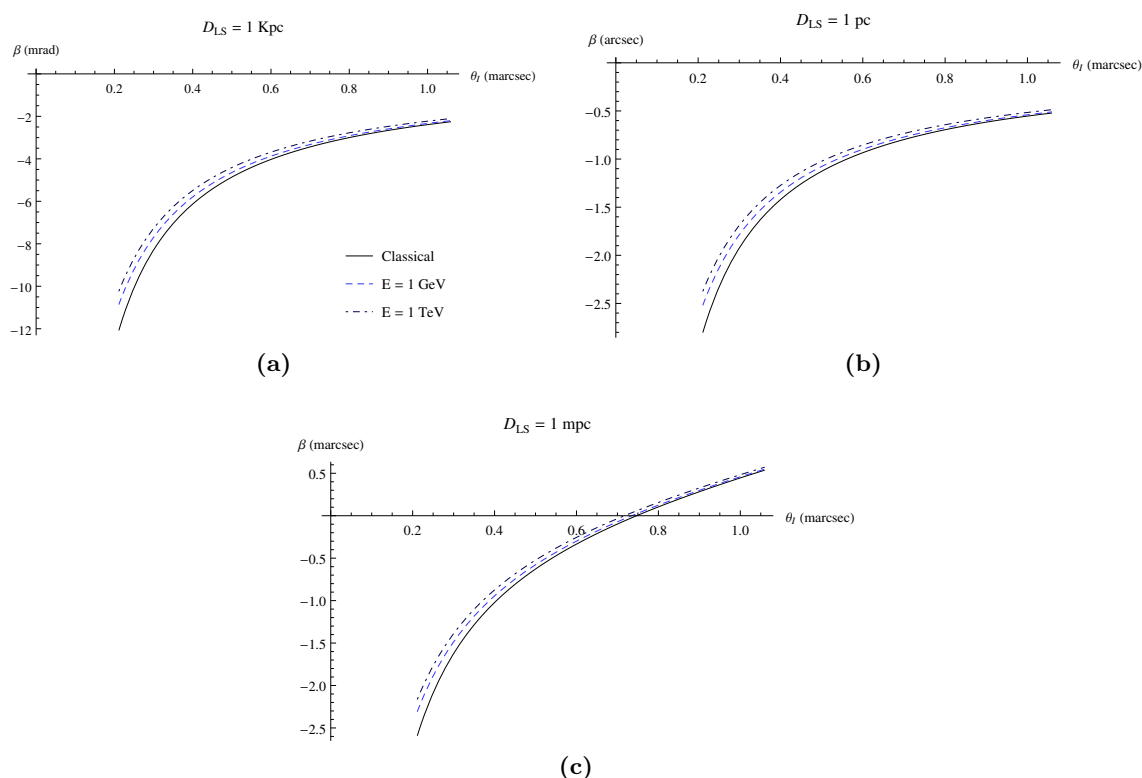 D_LS = 1 Kpc
β (mrad)
θ_I (marcsec)
0.2 0.4 0.6 0.8 1.0
−2
−4
−6
−8
−10
−12
Classical
E = 1 GeV
E = 1 TeV
(a)
D_LS = 1 pc
β (arcsec)
θ_I (marcsec)
0.2 0.4 0.6 0.8 1.0
−0.5
−1.0
−1.5
−2.0
−2.5
(b)
D_LS = 1 mpc
β (marcsec)
0.5
θ_I (marcsec)
0.2 0.4 0.6 0.8 1.0
−0.5
−1.0
−1.5
−2.0
−2.5
(c)